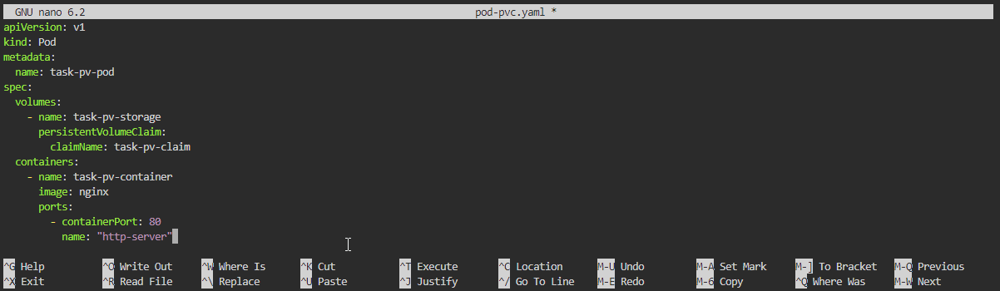 GNU nano 6.2 pod-pvc.yaml *
apiVersion: v1
kind: Pod
metadata:
  name: task-pv-pod
spec:
  volumes:
    - name: task-pv-storage
      persistentVolumeClaim:
        claimName: task-pv-claim
  containers:
    - name: task-pv-container
      image: nginx
      ports:
        - containerPort: 80
          name: "http-server"
^G Help ^O Write Out ^W Where Is ^K Cut ^T Execute ^C Location M-U Undo M-A Set Mark M-] To Bracket M-Q Previous
^X Exit ^R Read File ^\ Replace ^U Paste ^J Justify ^/ Go To Line M-E Redo M-6 Copy ^Q Where Was M-W Next